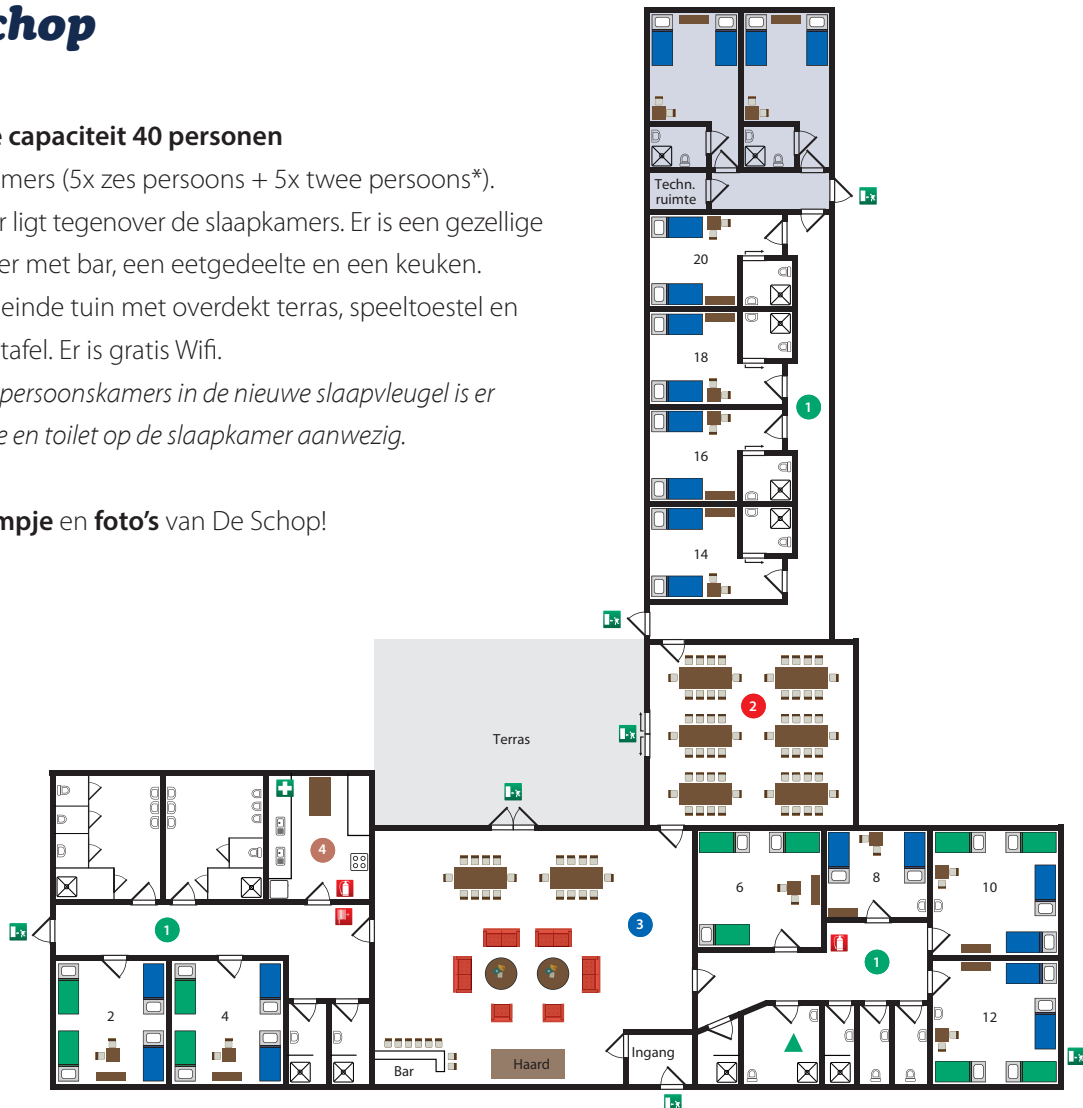 chop
e capaciteit 40 personen
mers (5x zes persoons + 5x twee persoons*).
r ligt tegenover de slaapkamers. Er is een gezellige
er met bar, een eetgedeelte en een keuken.
einde tuin met overdekt terras, speeltoestel en
tafel. Er is gratis Wifi.
persoonskamers in de nieuwe slaapvleugel is er
e en toilet op de slaapkamer aanwezig.
mpje en foto's van De Schop!
Techn.
ruimte
20
18
1
16
14
2
Terras
4
3
6
8
10
1
1
2
4
12
Ingang
Haard
Bar